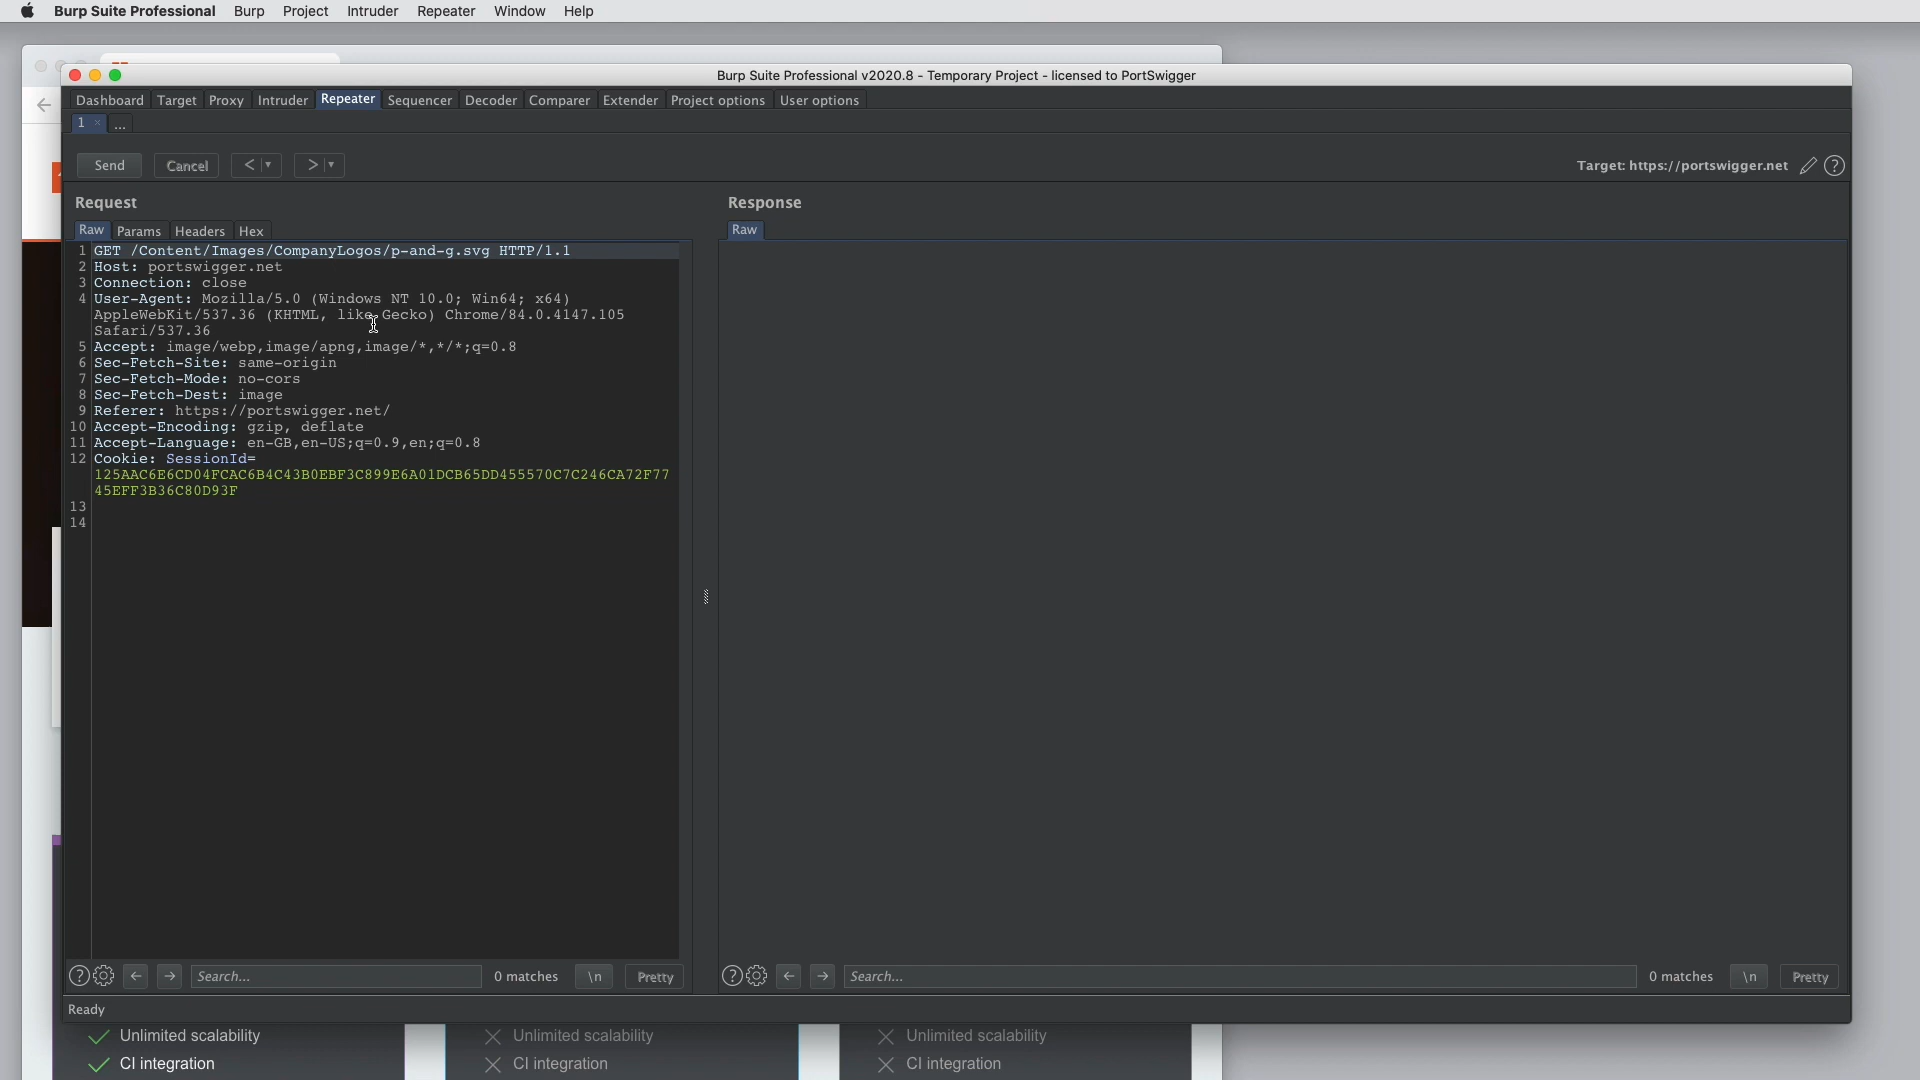 Burp Suite Professional Burp Project Intruder Repeater Window Help
Burp Suite Professional v2020.8 - Temporary Project - licensed to PortSwigger
Dashboard Target Proxy Intruder Repeater Sequencer Decoder Comparer Extender Project options User options
1 × ...
Send Cancel < >
Target: https://portswigger.net
Request
Response
Raw Params Headers Hex
Raw
1 GET /Content/Images/CompanyLogos/p-and-g.svg HTTP/1.1
2 Host: portswigger.net
3 Connection: close
4 User-Agent: Mozilla/5.0 (Windows NT 10.0; Win64; x64)
AppleWebKit/537.36 (KHTML, like Gecko) Chrome/84.0.4147.105
Safari/537.36
5 Accept: image/webp,image/apng,image/*,*/*;q=0.8
6 Sec-Fetch-Site: same-origin
7 Sec-Fetch-Mode: no-cors
8 Sec-Fetch-Dest: image
9 Referer: https://portswigger.net/
10 Accept-Encoding: gzip, deflate
11 Accept-Language: en-GB,en-US;q=0.9,en;q=0.8
12 Cookie: SessionId=
125AAC6E6CD04FCAC6B4C43B0EBF3C899E6A01DCB65DD455570C7C246CA72F77
45EFF3B36C80D93F
13
14
? Search... 0 matches \n Pretty
? Search... 0 matches \n Pretty
Ready
Unlimited scalability Unlimited scalability Unlimited scalability
CI integration CI integration CI integration